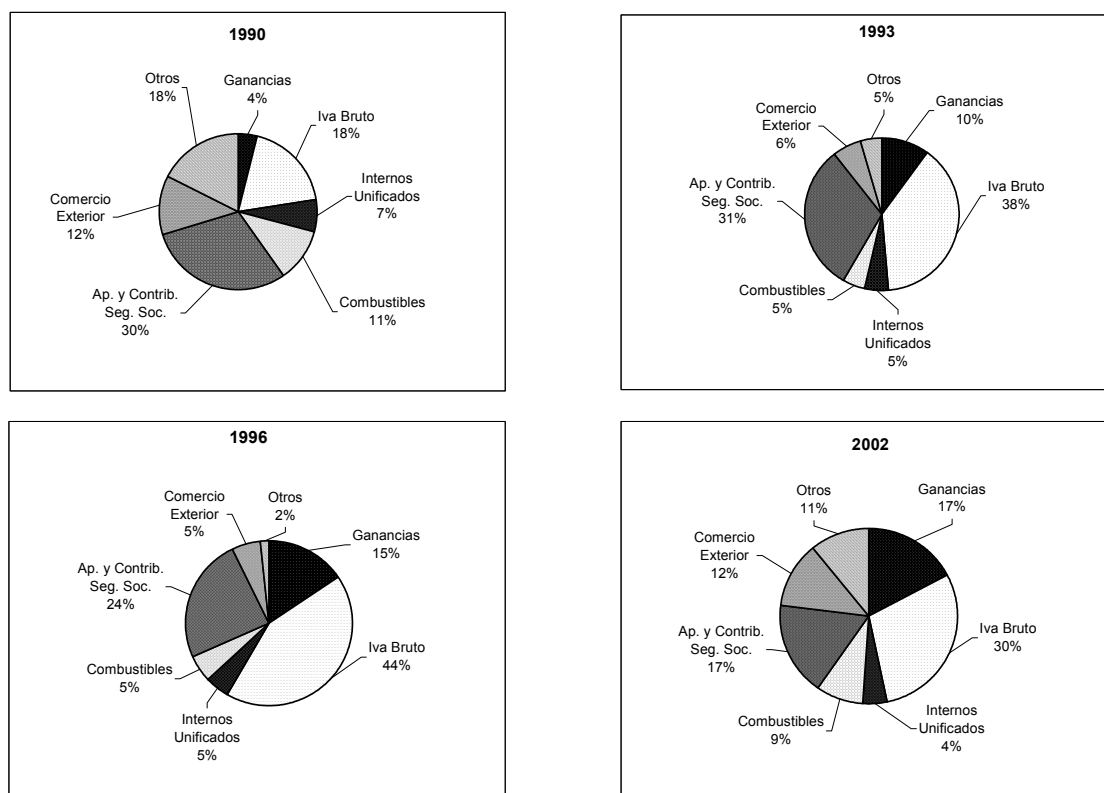 1990
Otros
18%
Ganancias
4%
Iva Bruto
18%
Internos
Unificados
7%
Combustibles
11%
Ap. y Contrib.
Seg. Soc.
30%
Comercio
Exterior
12%
1993
Otros
5%
Ganancias
10%
Iva Bruto
38%
Internos
Unificados
5%
Combustibles
5%
Ap. y Contrib.
Seg. Soc.
31%
Comercio
Exterior
6%
1996
Otros
2%
Ganancias
15%
Iva Bruto
44%
Internos
Unificados
5%
Combustibles
5%
Ap. y Contrib.
Seg. Soc.
24%
Comercio
Exterior
5%
2002
Otros
11%
Ganancias
17%
Iva Bruto
30%
Internos
Unificados
4%
Combustibles
9%
Ap. y Contrib.
Seg. Soc.
17%
Comercio
Exterior
12%